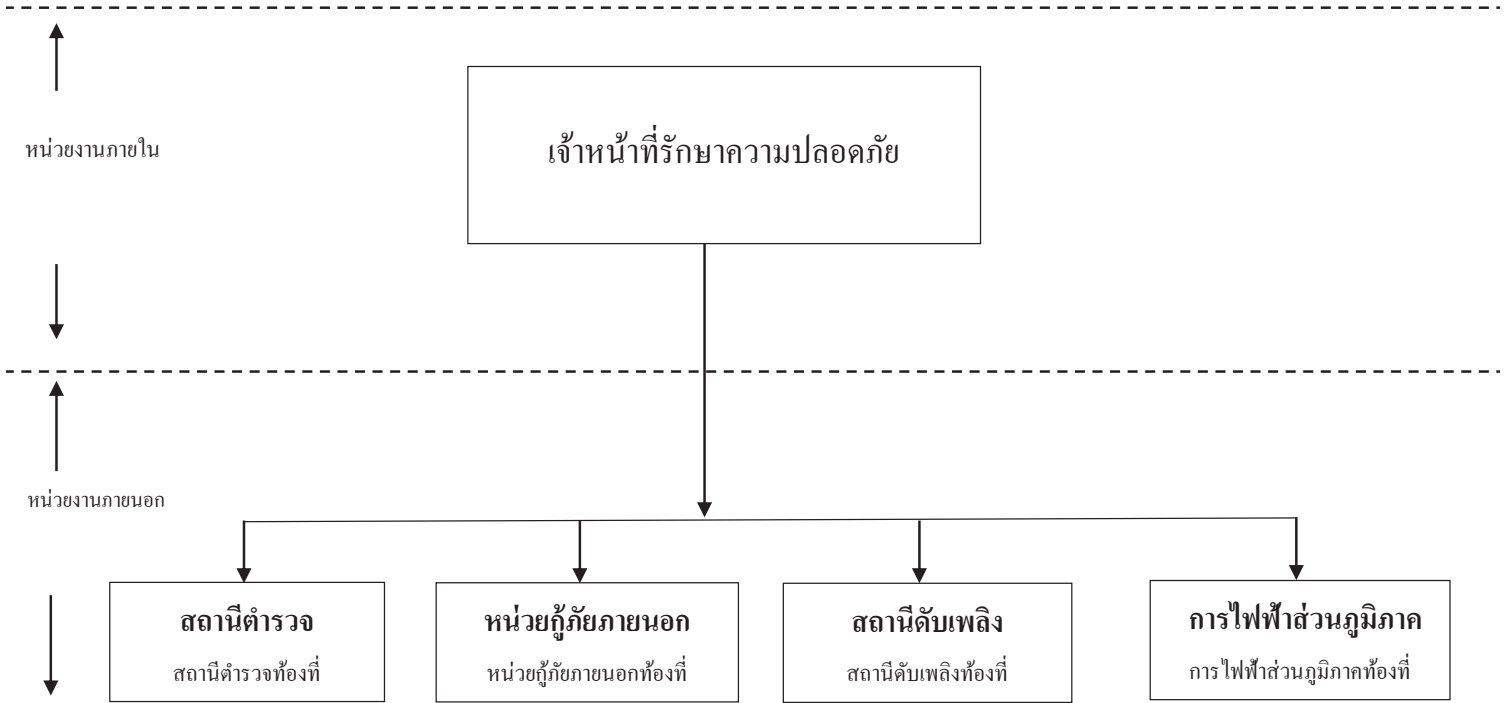 หน่วยงานภายใน
เจ้าหน้าที่รักษาความปลอดภัย
หน่วยงานภายนอก
สถานีตำรวจ
สถานีตำรวจท้องที่
หน่วยกู้ภัยภายนอก
หน่วยกู้ภัยภายนอกท้องที่
สถานีดับเพลิง
สถานีดับเพลิงท้องที่
การไฟฟ้าส่วนภูมิภาค
การไฟฟ้าส่วนภูมิภาคท้องที่